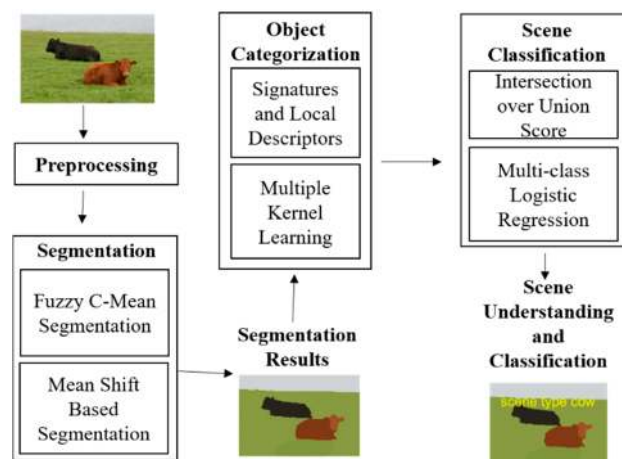 Preprocessing
Segmentation
Fuzzy C-Mean
Segmentation
Mean Shift
Based
Segmentation
Segmentation
Results
Object
Categorization
Signatures
and Local
Descriptors
Multiple
Kernel
Learning
Scene
Classification
Intersection
over Union
Score
Multi-class
Logistic
Regression
Scene
Understanding
and
Classification
scene type cow